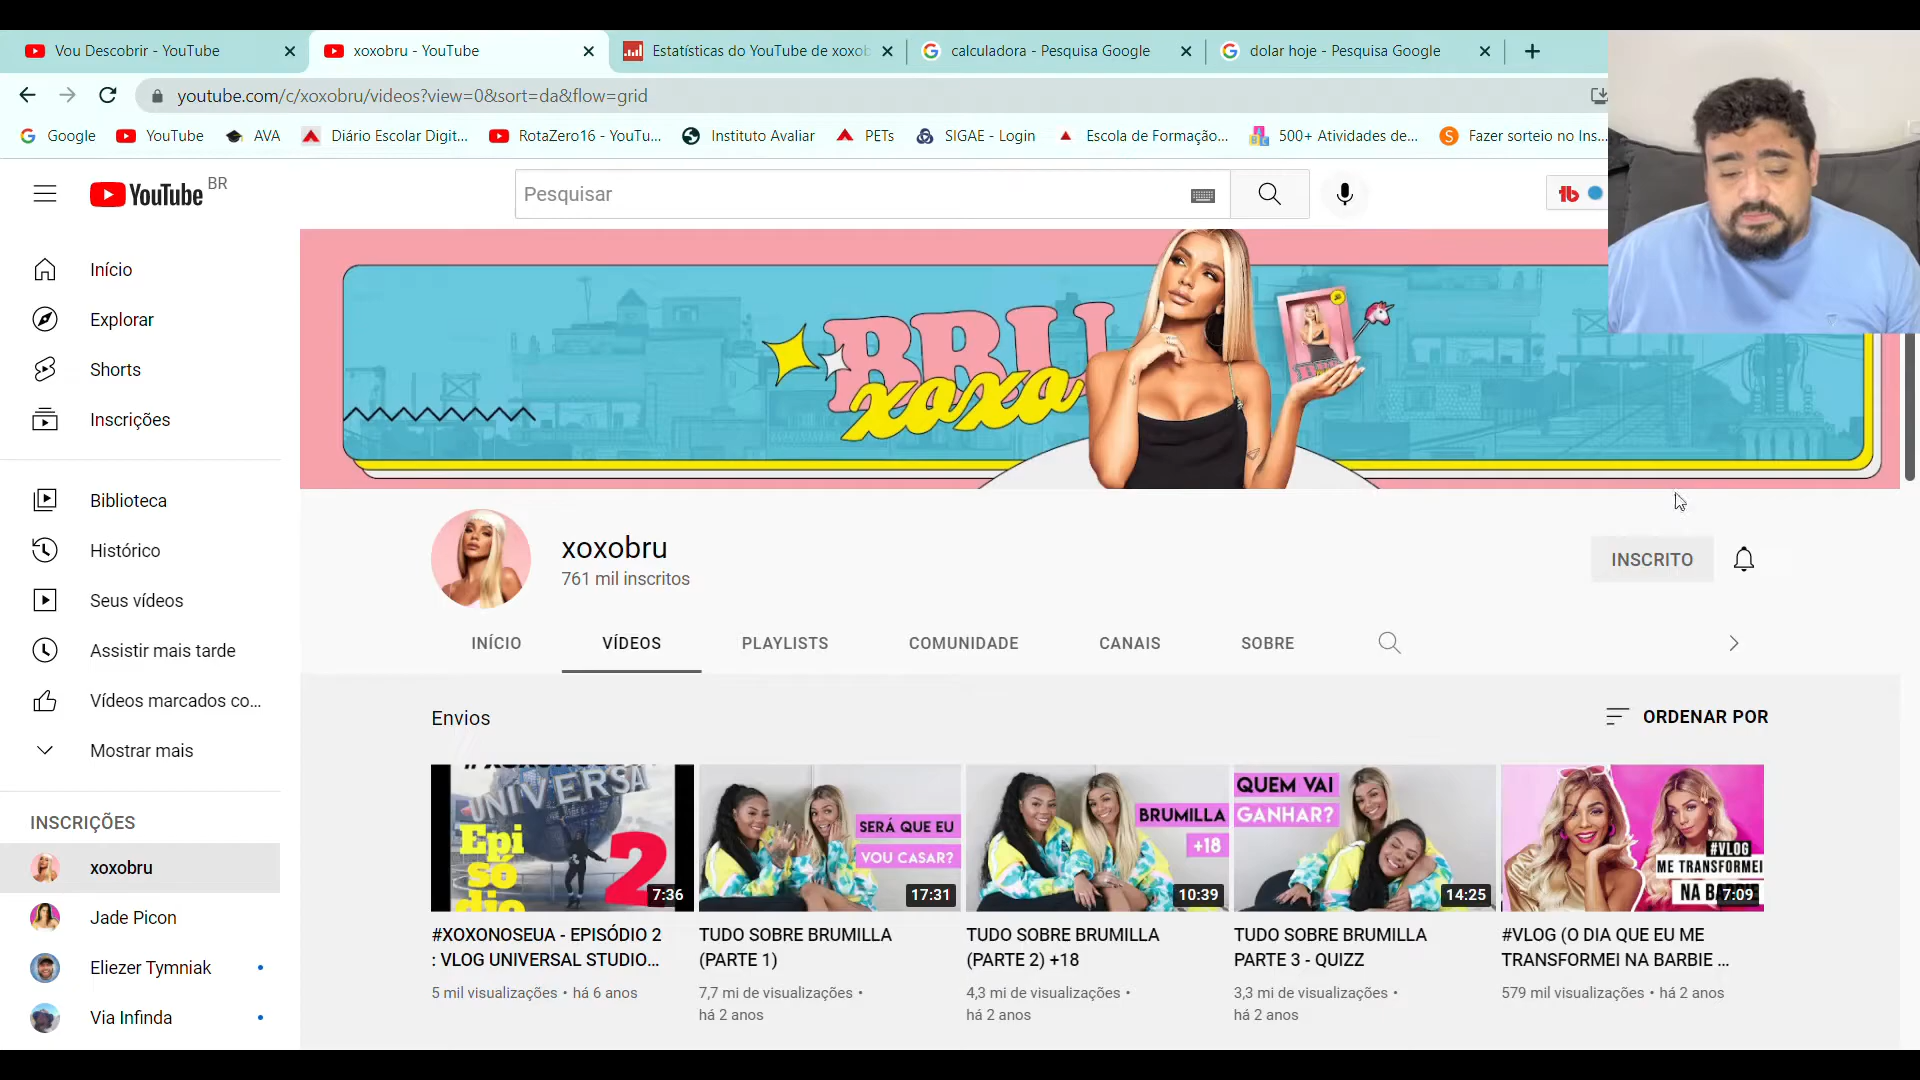 Vou Descobrir - YouTube
xoxobru - YouTube
Estatísticas do YouTube de xoxob
calculadora - Pesquisa Google
dolar hoje - Pesquisa Google
youtube.com/c/xoxobru/videos?view=0&sort=da&flow=grid
Google
YouTube
AVA
Diário Escolar Digit...
RotaZero16 - YouTu...
Instituto Avaliar
PETs
SIGAE - Login
Escola de Formação...
500+ Atividades de...
Fazer sorteio no Ins...
YouTube BR
Pesquisar
tb
Início
Explorar
Shorts
Inscrições
Biblioteca
Histórico
Seus vídeos
Assistir mais tarde
Vídeos marcados co...
Mostrar mais
INSCRIÇÕES
xoxobru
Jade Picon
Eliezer Tymniak
Via Infinda
BRU
xoxo
xoxobru
761 mil inscritos
INSCRITO
INÍCIO
VÍDEOS
PLAYLISTS
COMUNIDADE
CANAIS
SOBRE
Envios
ORDENAR POR
UNIVERSA
Epi
só
dio
2
7:36
#XOXONOSEUA - EPISÓDIO 2
: VLOG UNIVERSAL STUDIO...
5 mil visualizações • há 6 anos
SERÁ QUE EU
VOU CASAR?
17:31
TUDO SOBRE BRUMILLA
(PARTE 1)
7,7 mi de visualizações •
há 2 anos
BRUMILLA
+18
10:39
TUDO SOBRE BRUMILLA
(PARTE 2) +18
4,3 mi de visualizações •
há 2 anos
QUEM VAI
GANHAR?
14:25
TUDO SOBRE BRUMILLA
PARTE 3 - QUIZZ
3,3 mi de visualizações •
há 2 anos
#VLOG
ME TRANSFORMEI
NA BARBIE
7:09
#VLOG (O DIA QUE EU ME
TRANSFORMEI NA BARBIE ...
579 mil visualizações • há 2 anos